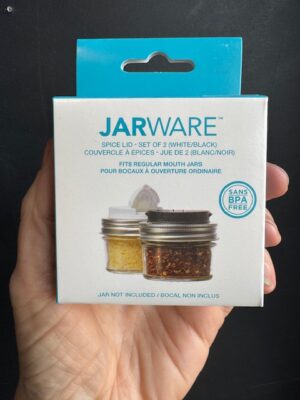 JARWARE™
SPICE LID • SET OF 2 (WHITE/BLACK)
COUVERCLE À ÉPICES • JUE DE 2 (BLANC/NOIR)
FITS REGULAR MOUTH JARS
POUR BOCAUX À OUVERTURE ORDINAIRE
SANS
BPA
FREE
JAR NOT INCLUDED / BOCAL NON INCLUS